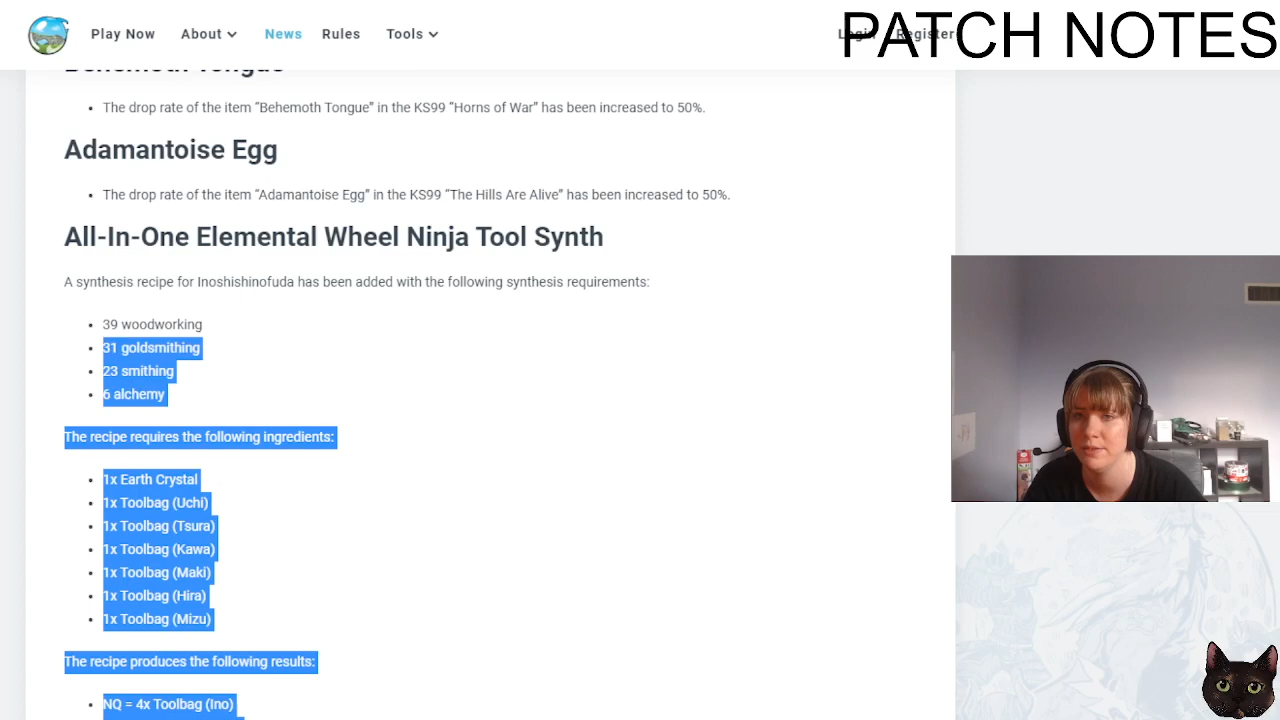 Play Now About News Rules Tools Login Register
PATCH NOTES
Behemoth Tongue
The drop rate of the item “Behemoth Tongue” in the KS99 “Horns of War” has been increased to 50%.
Adamantoise Egg
The drop rate of the item “Adamantoise Egg” in the KS99 “The Hills Are Alive” has been increased to 50%.
All-In-One Elemental Wheel Ninja Tool Synth
A synthesis recipe for Inoshishinofuda has been added with the following synthesis requirements:
39 woodworking
31 goldsmithing
23 smithing
6 alchemy
The recipe requires the following ingredients:
1x Earth Crystal
1x Toolbag (Uchi)
1x Toolbag (Tsura)
1x Toolbag (Kawa)
1x Toolbag (Maki)
1x Toolbag (Hira)
1x Toolbag (Mizu)
The recipe produces the following results:
NQ = 4x Toolbag (Ino)